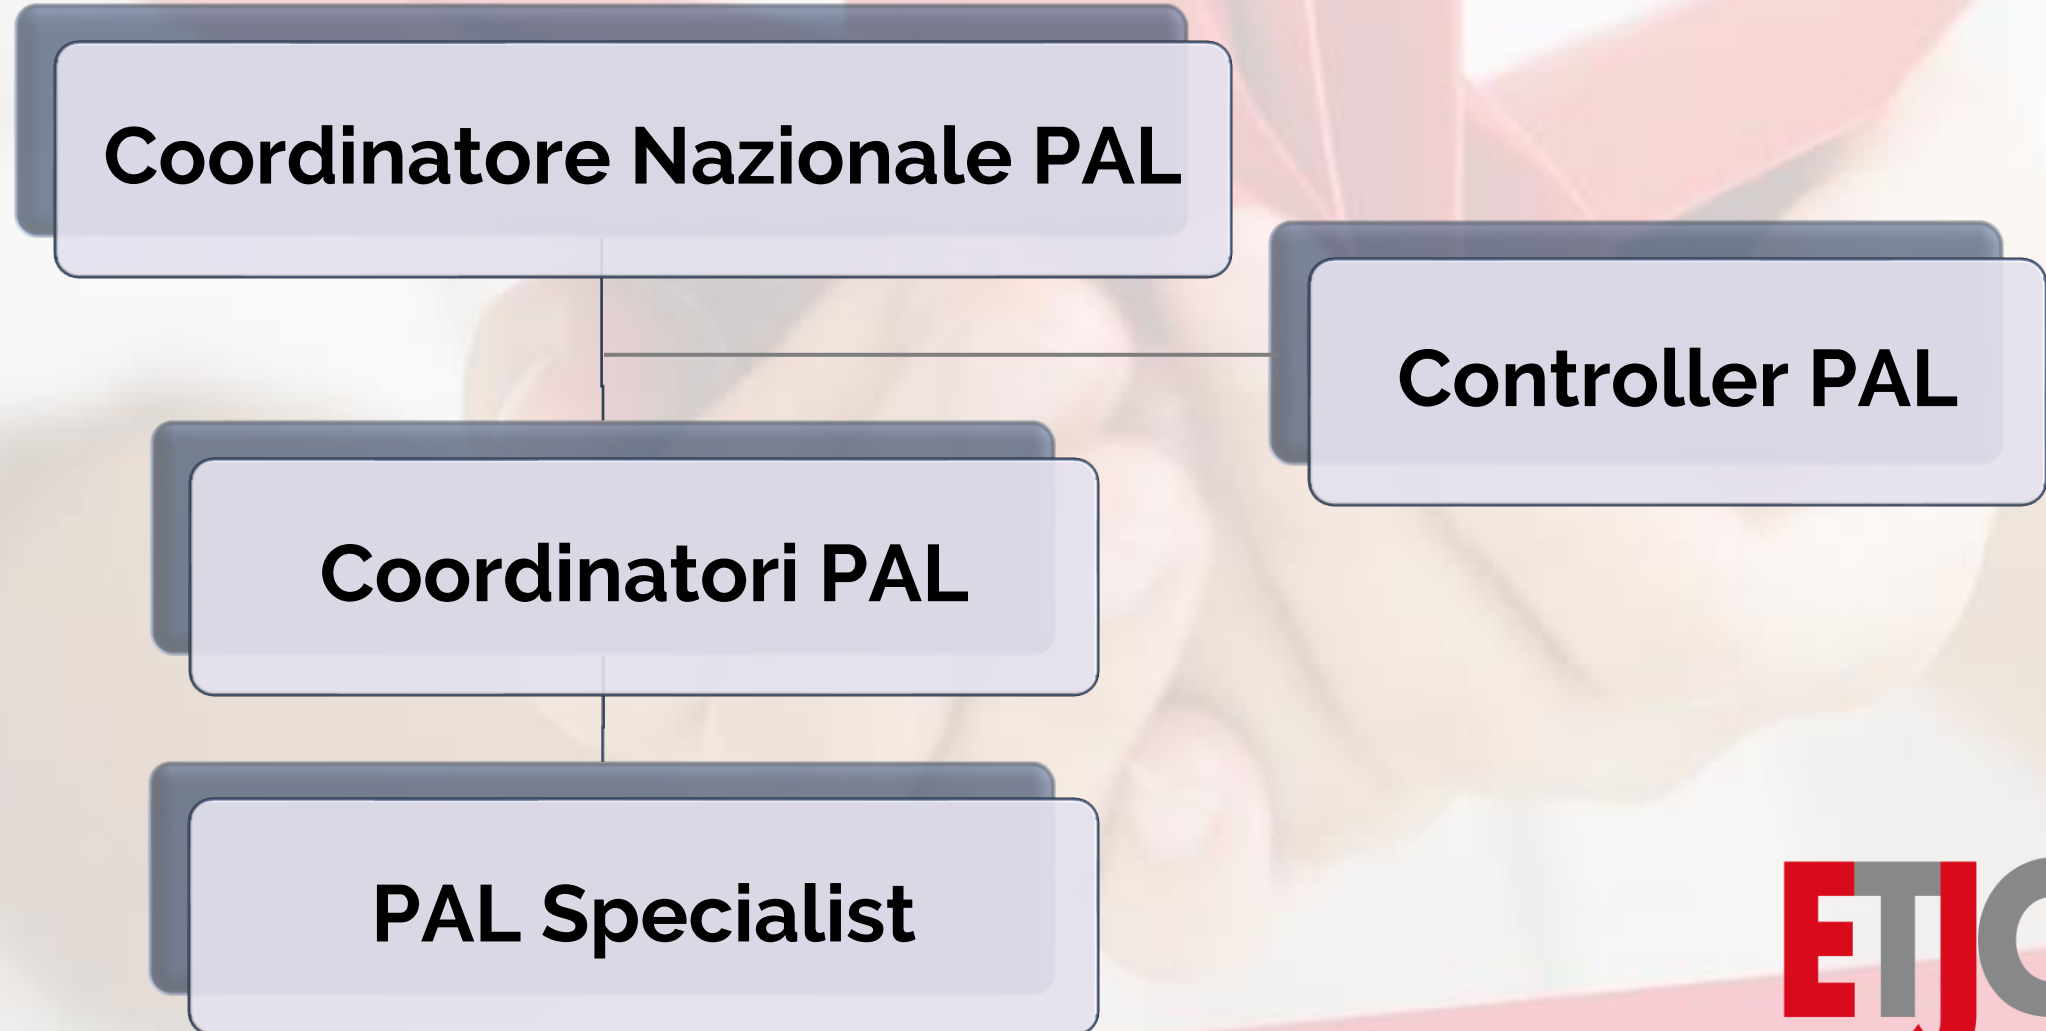 Coordinatore Nazionale PAL
Controller PAL
Coordinatori PAL
PAL Specialist